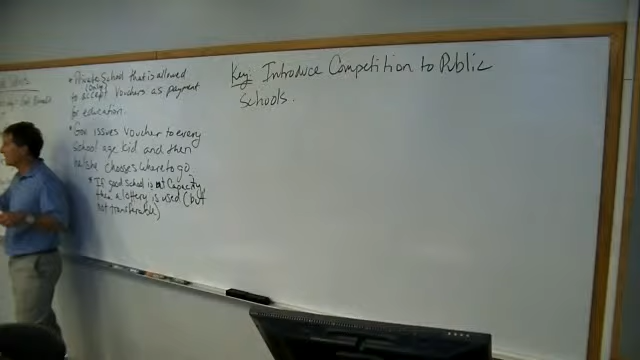 • Private School that is allowed
(only)
to accept vouchers as payment
for education.
• Gov issues voucher to every
School age kid and then
he/she chooses where to go
• If good school is at Capacity,
then a lottery is used (but
not transferable)
Key: Introduce Competition to Public
Schools.